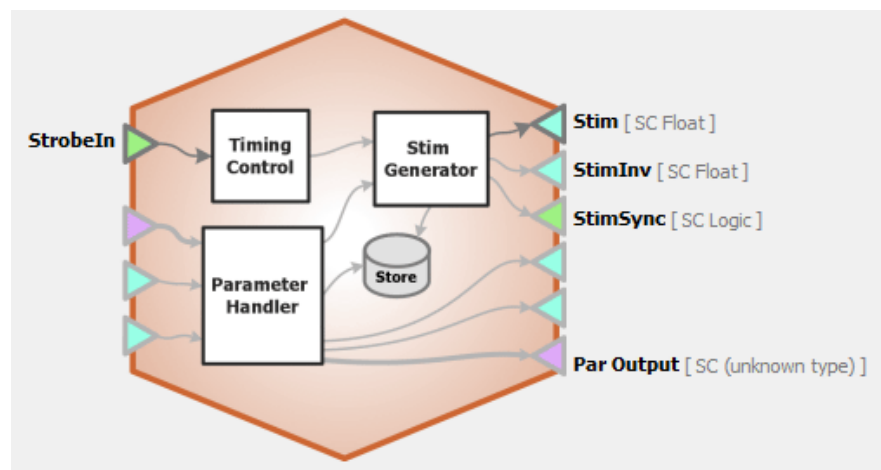 StrobeIn
Timing
Control
Stim
Generator
Stim [ SC Float ]
StimInv [ SC Float ]
StimSync [ SC Logic ]
Parameter
Handler
Store
Par Output [ SC (unknown type) ]